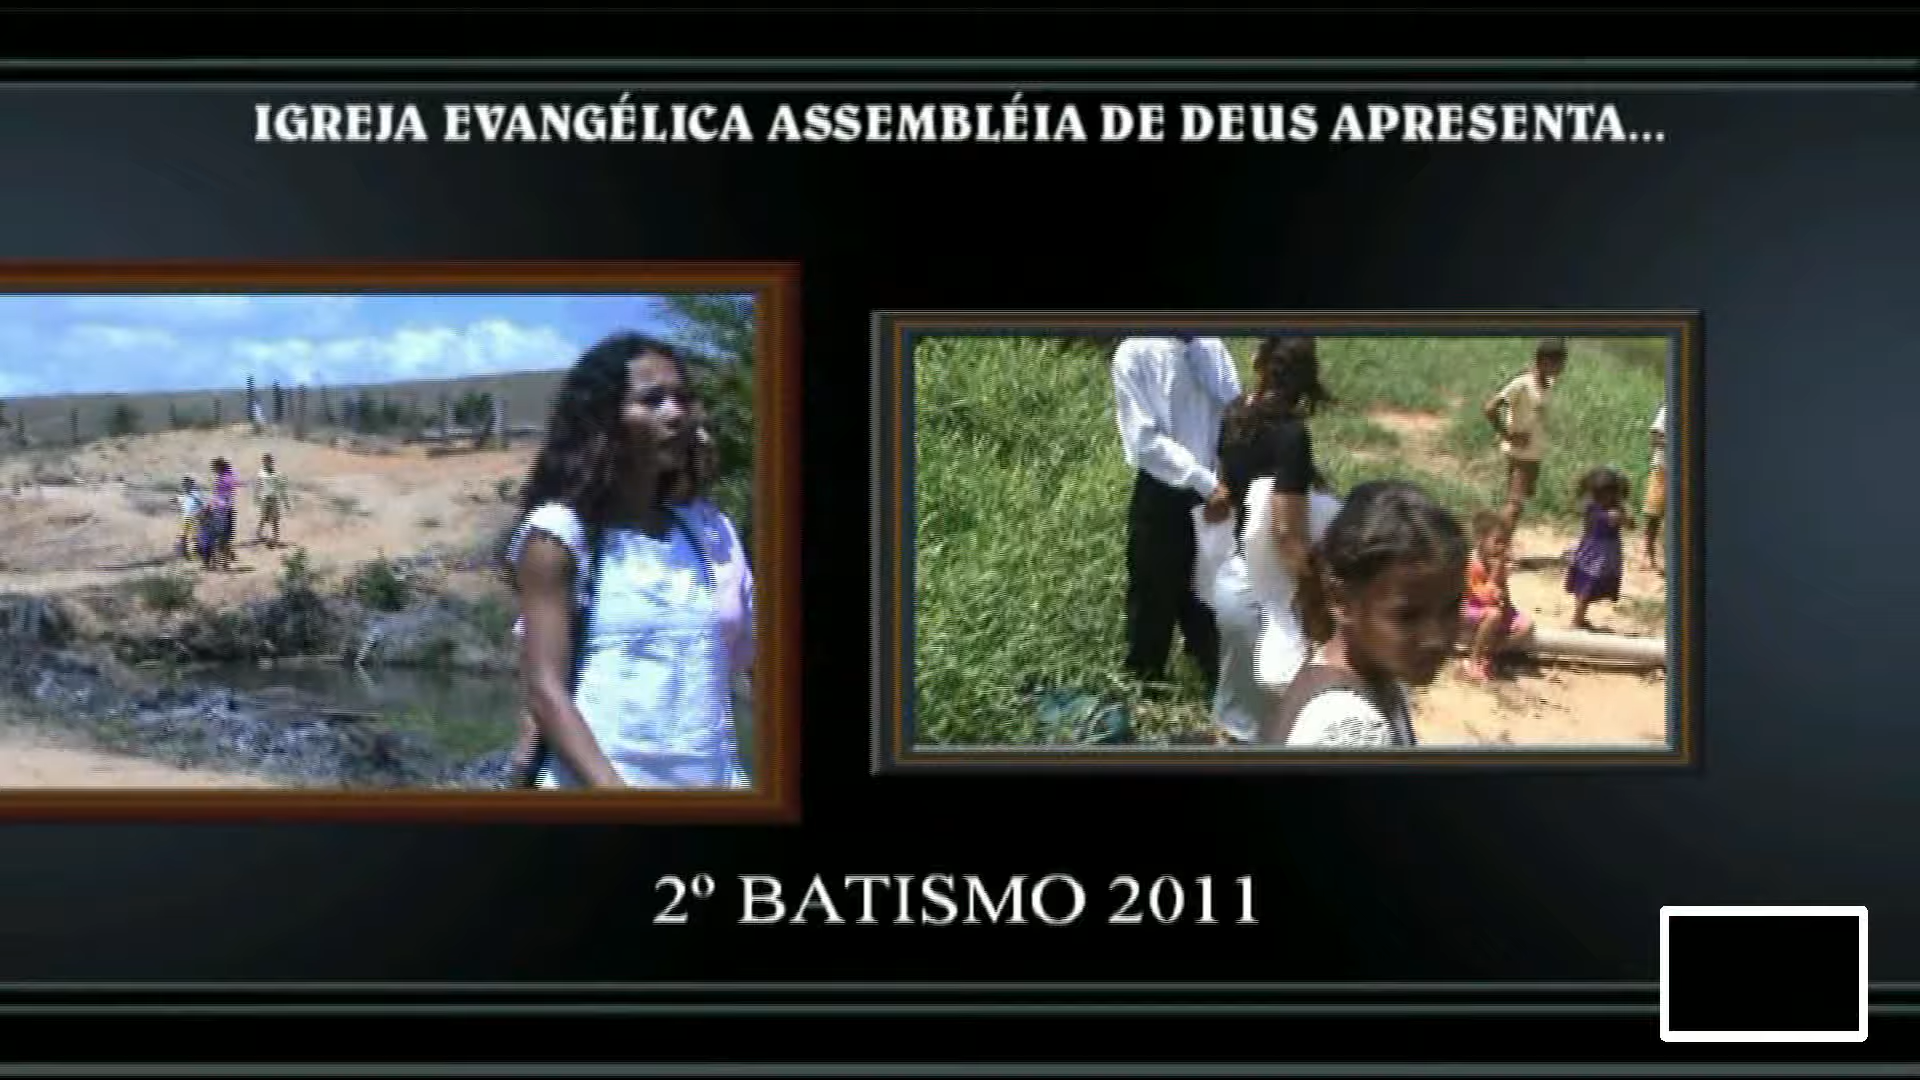 IGREJA EVANGÉLICA ASSEMBLÉIA DE DEUS APRESENTA...
2º BATISMO 2011